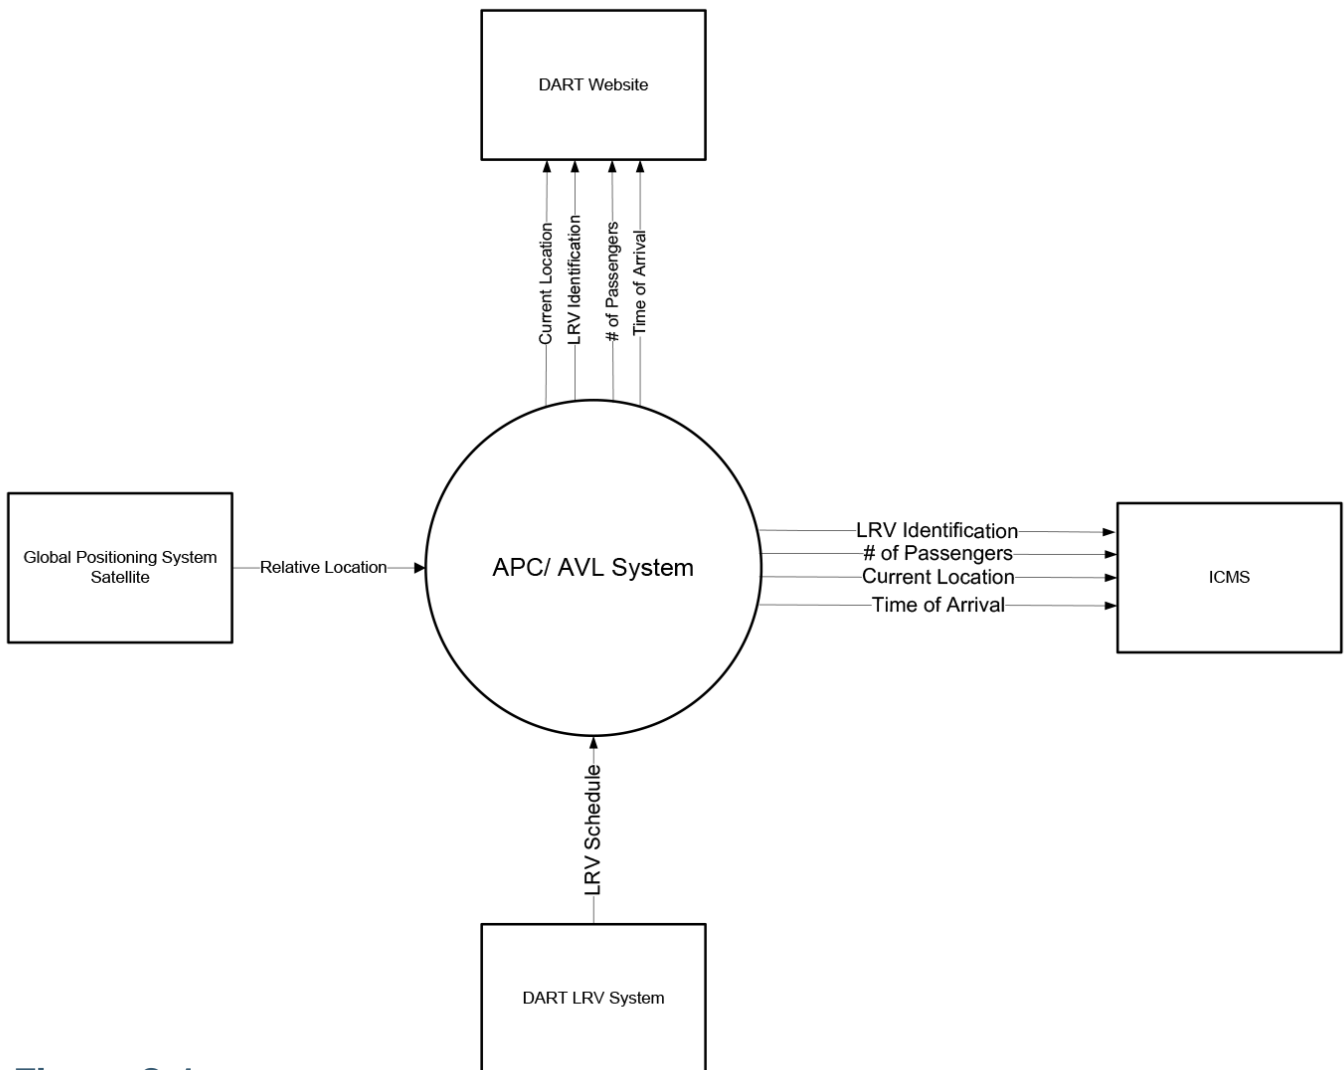 DART Website
Current Location
LRV Identification
# of Passengers
Time of Arrival
Global Positioning System
Satellite
Relative Location
APC/ AVL System
LRV Identification
# of Passengers
Current Location
Time of Arrival
ICMS
LRV Schedule
DART LRV System